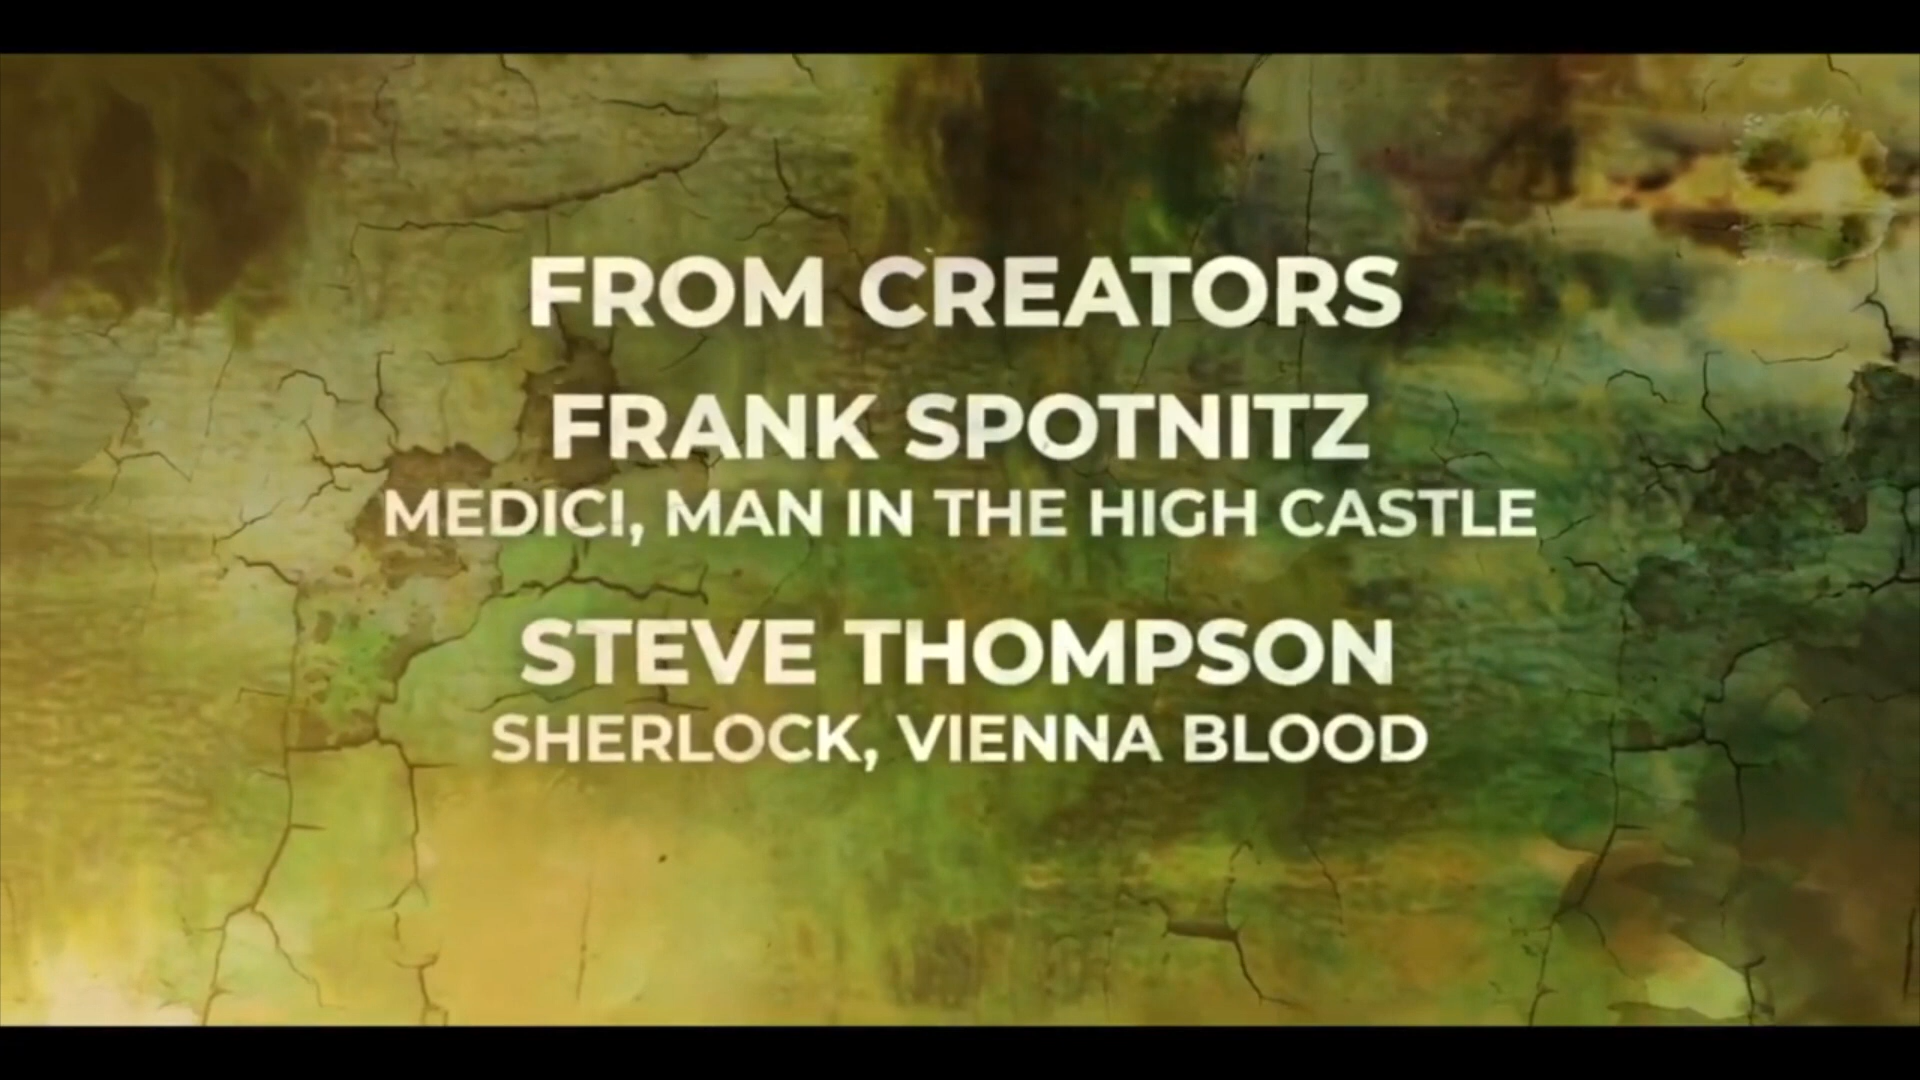 FROM CREATORS
FRANK SPOTNITZ
MEDICI, MAN IN THE HIGH CASTLE
STEVE THOMPSON
SHERLOCK, VIENNA BLOOD